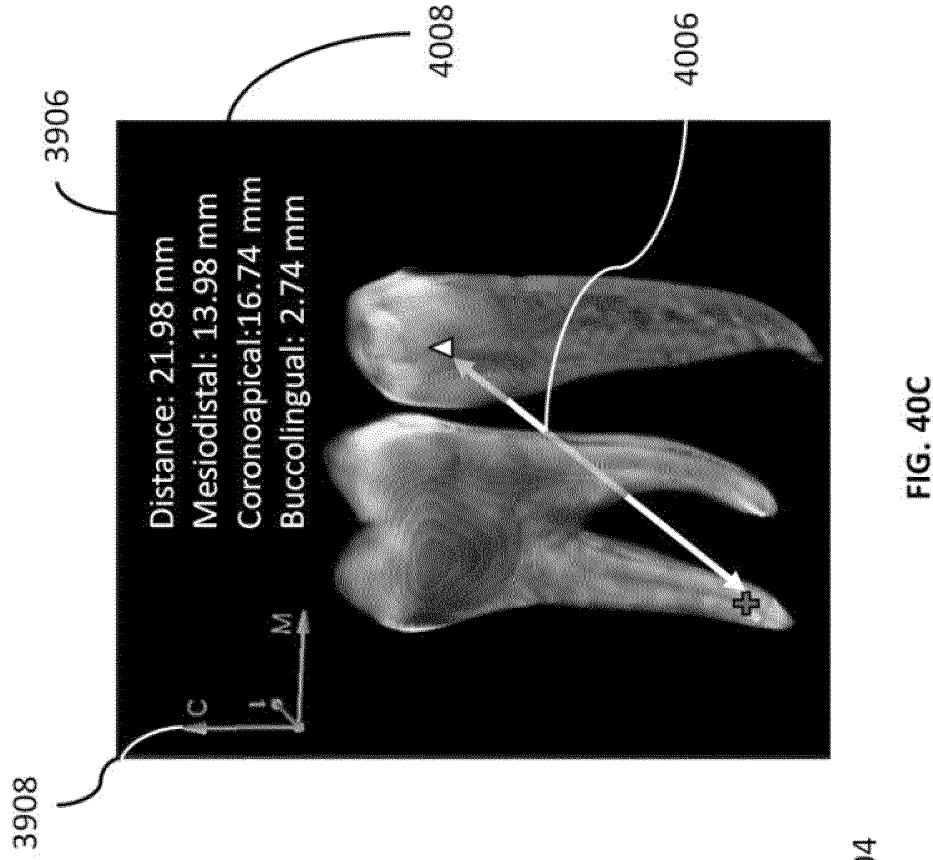 3906
4008
3908
Distance: 21.98 mm
Mesiodistal: 13.98 mm
Coronoapical:16.74 mm
Buccolingual: 2.74 mm
C
L
M
4006
FIG. 40C
04